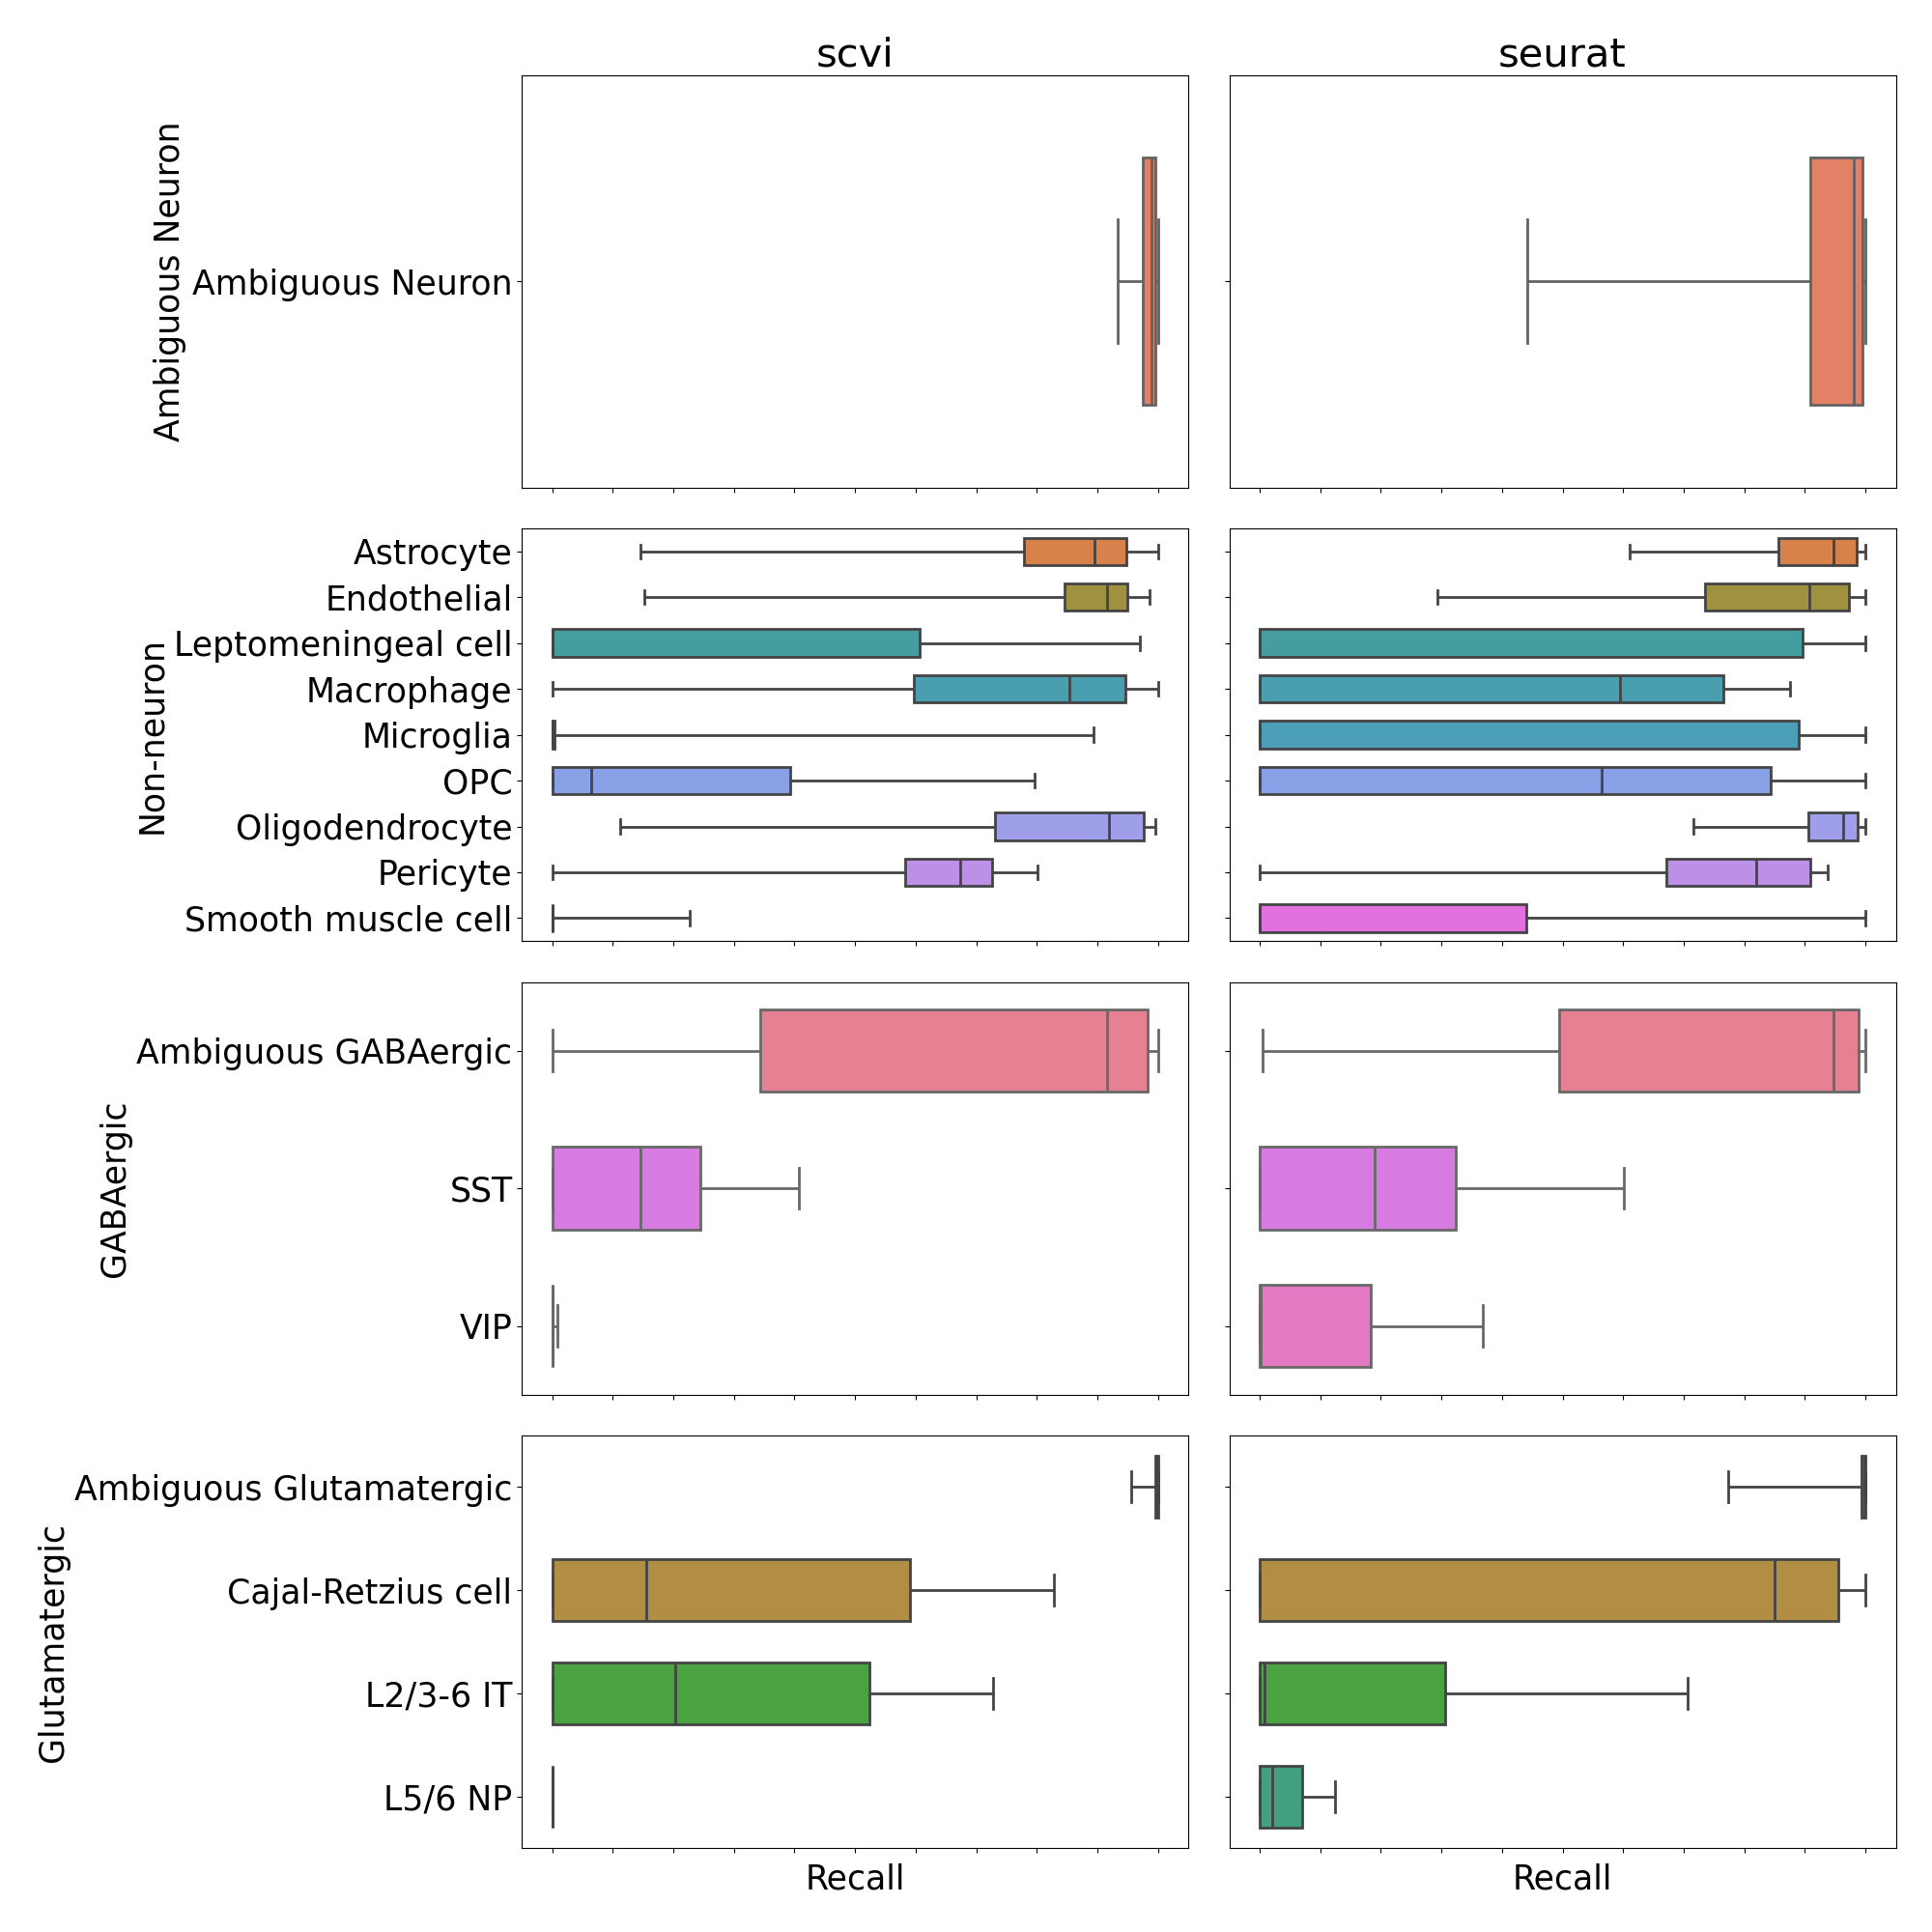 scvi
seurat
Ambiguous Neuron
Ambiguous Neuron
Non-neuron
Astrocyte
Endothelial
Leptomeningeal cell
Macrophage
Microglia
OPC
Oligodendrocyte
Pericyte
Smooth muscle cell
GABAergic
Ambiguous GABAergic
SST
VIP
Glutamatergic
Ambiguous Glutamatergic
Cajal-Retzius cell
L2/3-6 IT
L5/6 NP
Recall
Recall